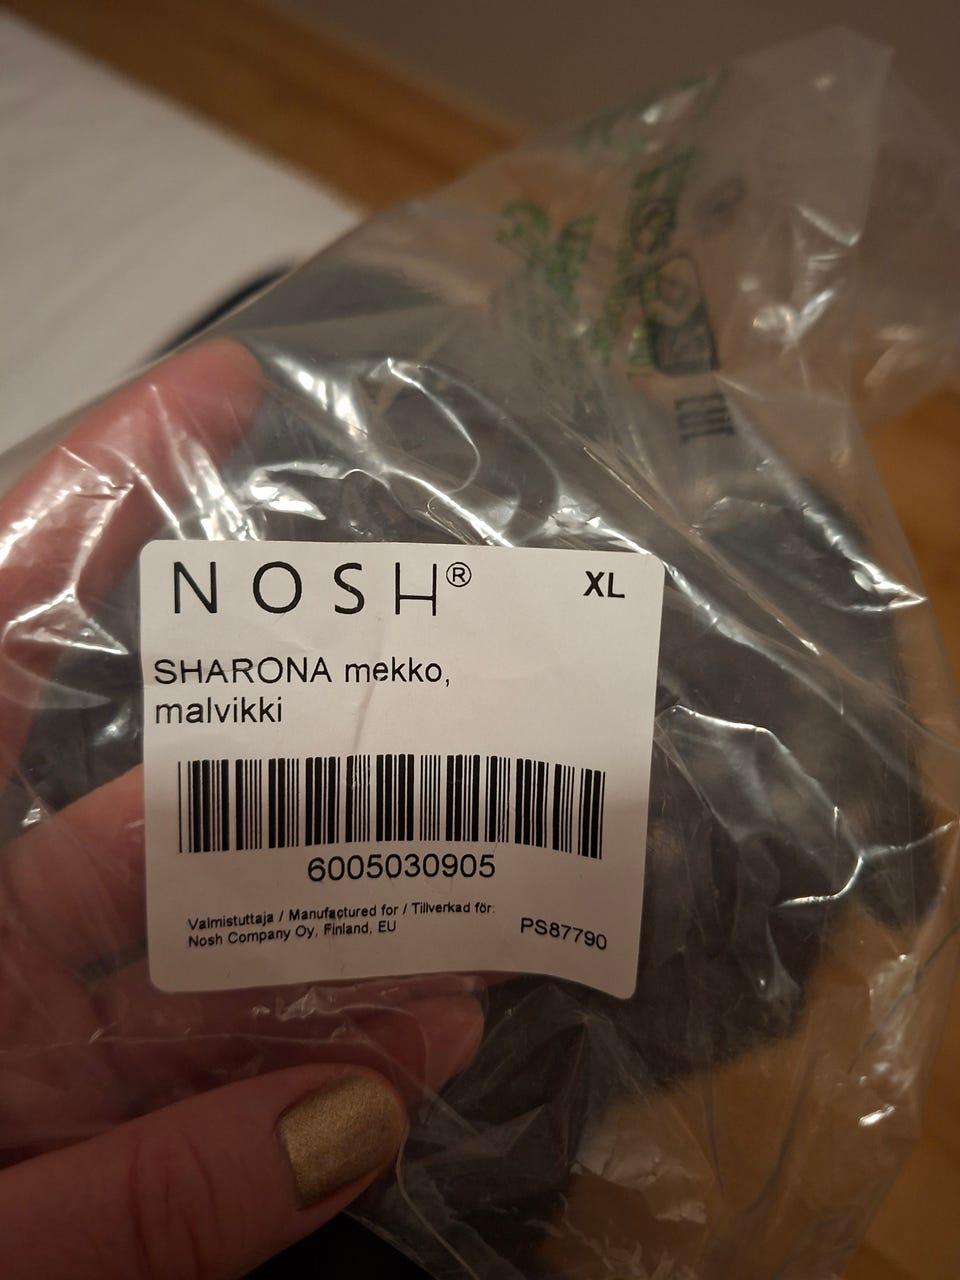 NOSH®
XL
SHARONA mekko,
malvikki
6005030905
Valmistuttaja / Manufactured for / Tillverkad för:
Nosh Company Oy, Finland, EU
PS87790